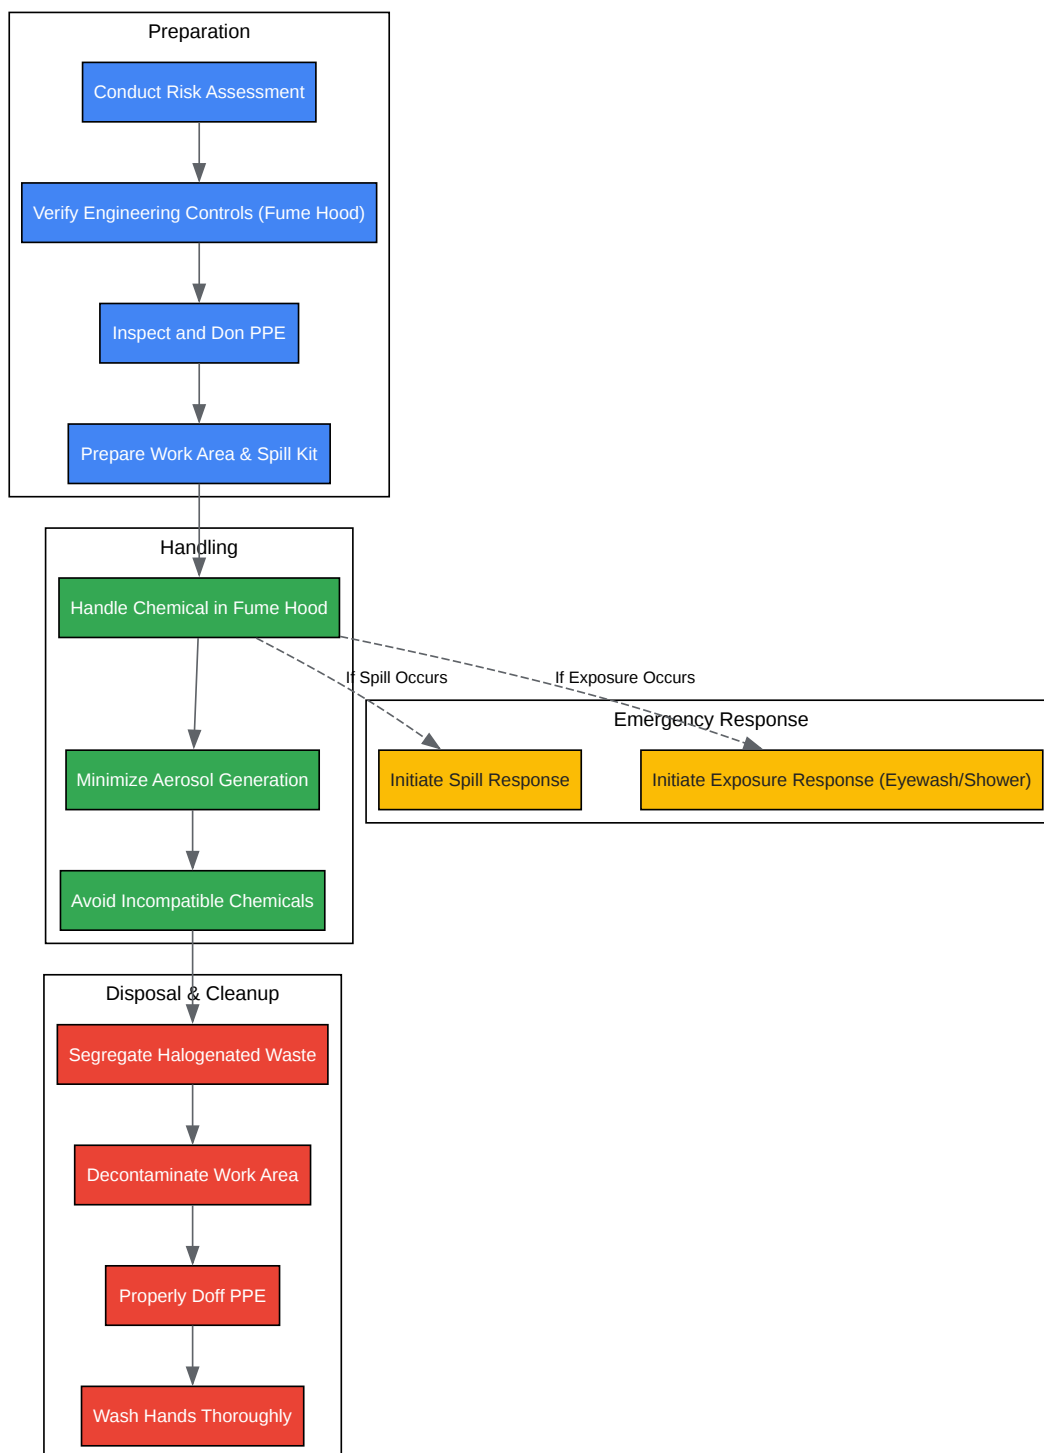 Preparation
Conduct Risk Assessment
Verify Engineering Controls (Fume Hood)
Inspect and Don PPE
Prepare Work Area & Spill Kit
Handling
Handle Chemical in Fume Hood
If Spill Occurs
If Exposure Occurs
Emergency Response
Minimize Aerosol Generation
Initiate Spill Response
Initiate Exposure Response (Eyewash/Shower)
Avoid Incompatible Chemicals
Disposal & Cleanup
Segregate Halogenated Waste
Decontaminate Work Area
Properly Doff PPE
Wash Hands Thoroughly